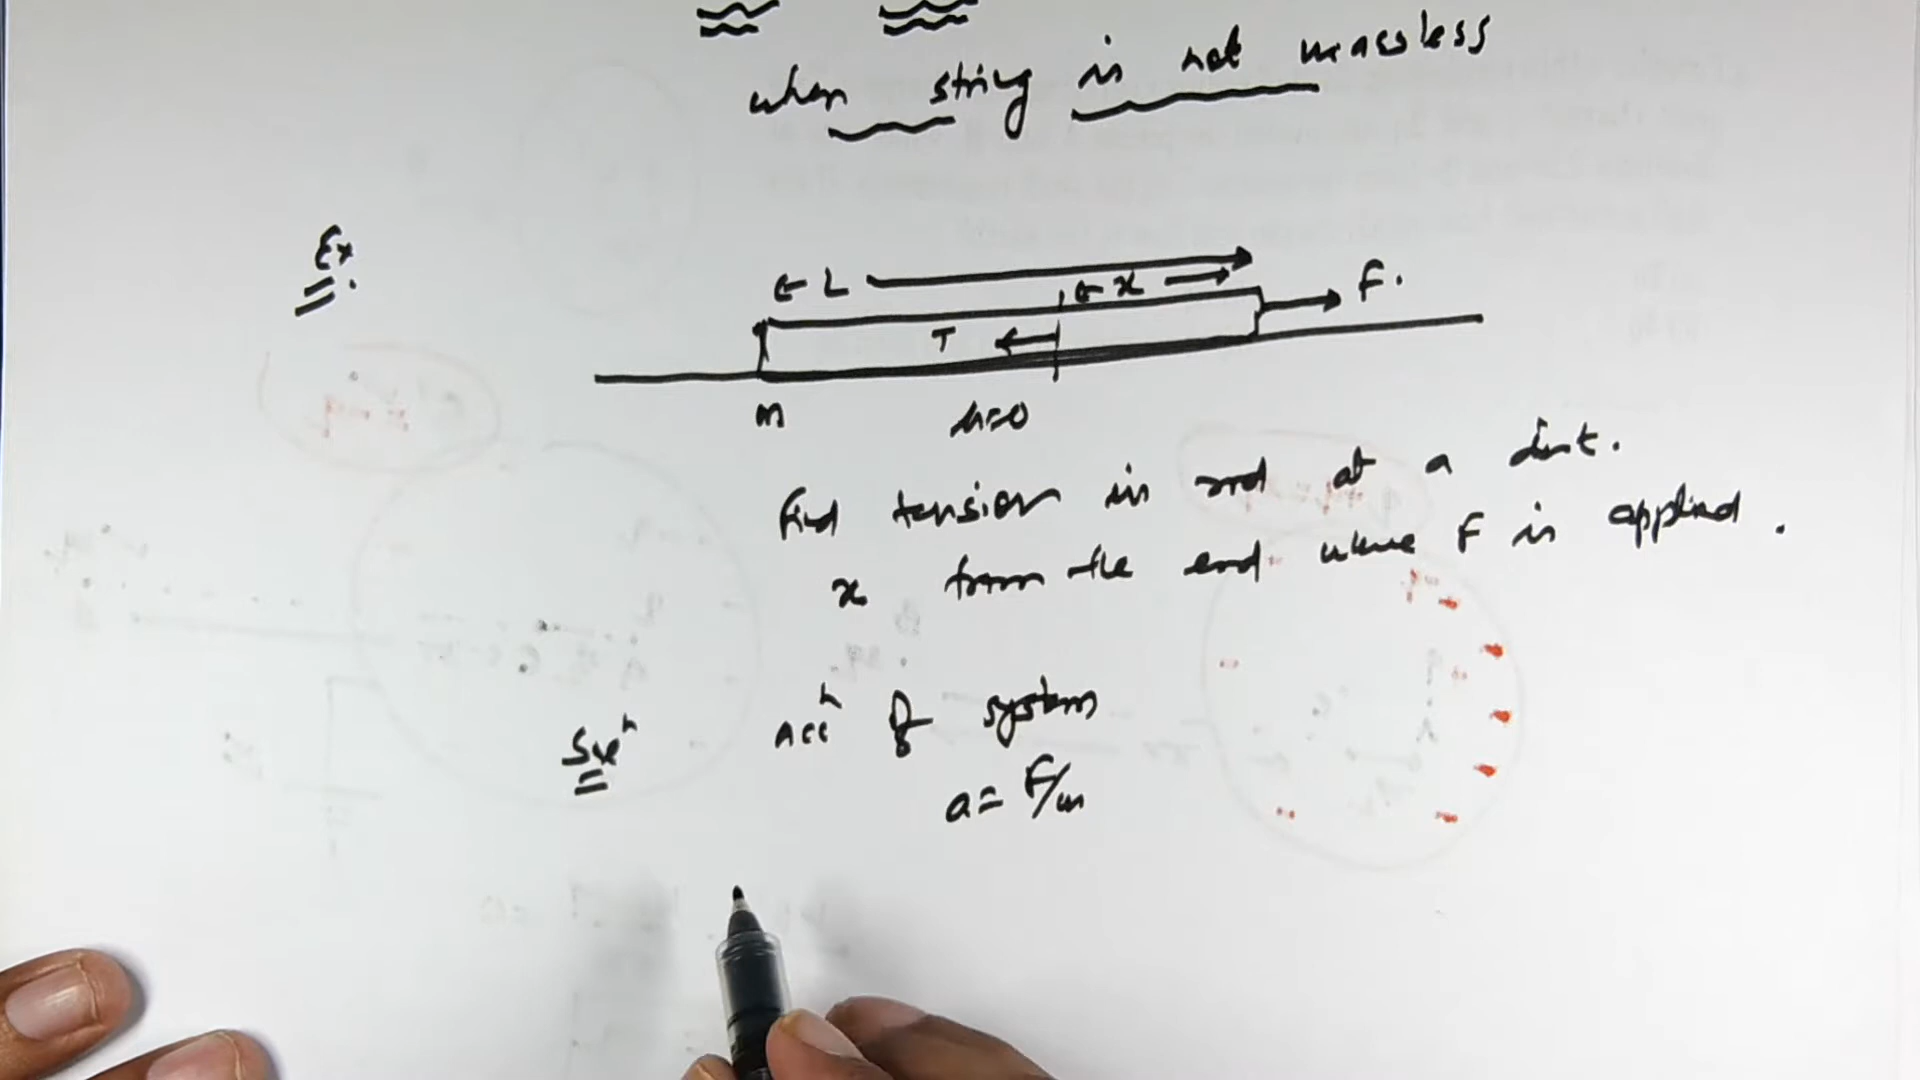 when string is not massless
Ex.
← L →
← x →
F.
T ←
m
μ=0
Find tension in rod at a dist.
x from the end where F is applied.
Solⁿ
accⁿ of system
a = F/m